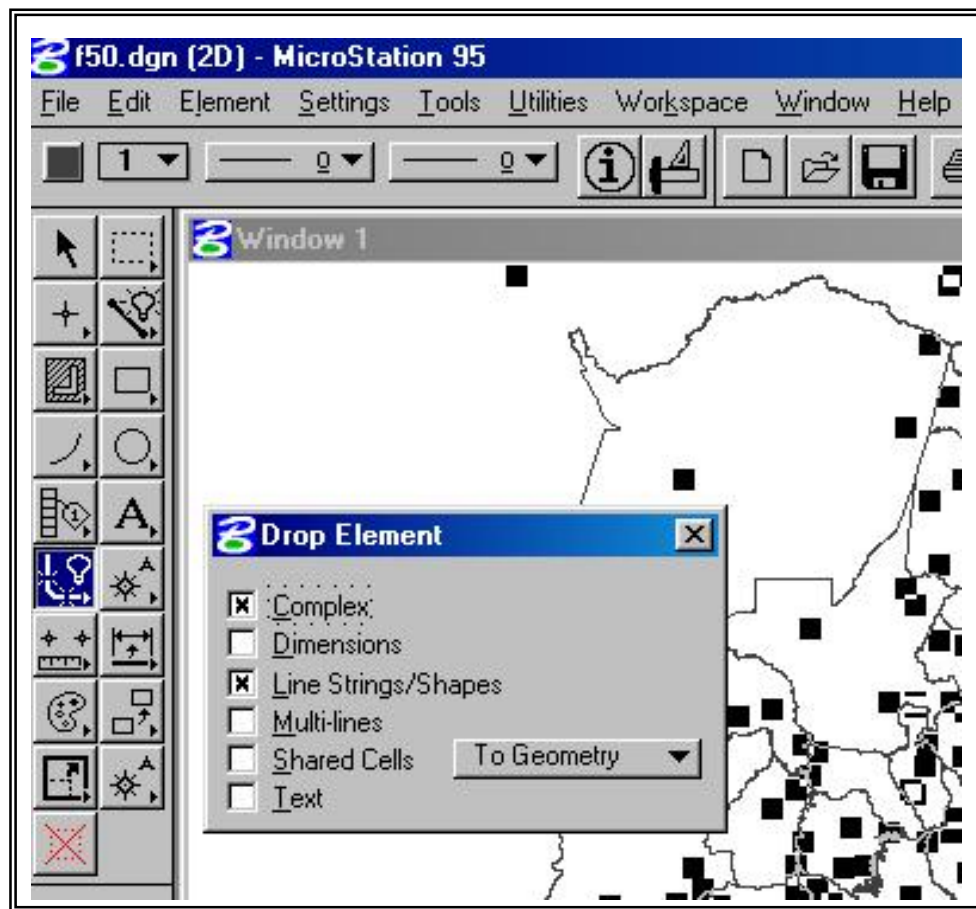 f50.dgn (2D) - MicroStation 95
File Edit Element Settings Tools Utilities Workspace Window Help
1 0 0
Window 1
A
1 A
A
Drop Element
Complex
Dimensions
Line Strings/Shapes
Multi-lines
Shared Cells To Geometry
Text
A